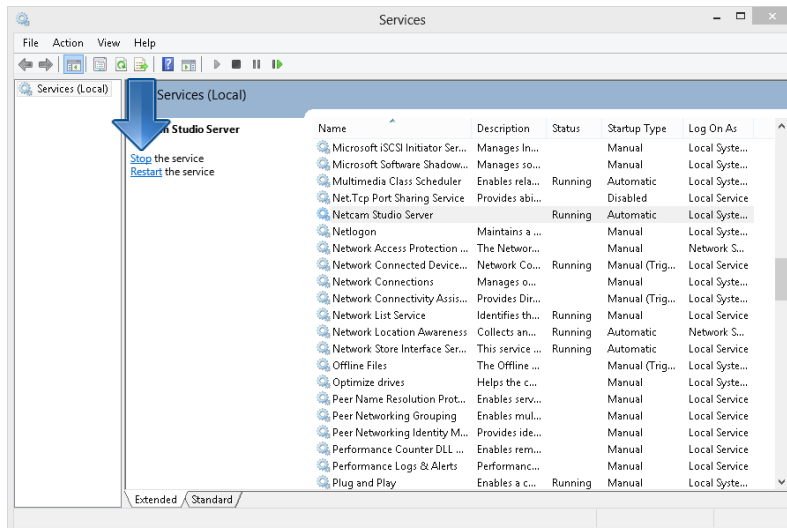 Services
File Action View Help
Services (Local)
Services (Local)
m Studio Server
Stop the service
Restart the service
Name Description Status Startup Type Log On As
Microsoft iSCSI Initiator Ser... Manages In... Manual Local Syste...
Microsoft Software Shadow... Manages so... Manual Local Syste...
Multimedia Class Scheduler Enables rela... Running Automatic Local Syste...
Net.Tcp Port Sharing Service Provides abi... Disabled Local Service
Netcam Studio Server Running Automatic Local Syste...
Netlogon Maintains a ... Manual Local Syste...
Network Access Protection ... The Networ... Manual Network S...
Network Connected Device... Network Co... Running Manual (Trig... Local Service
Network Connections Manages o... Manual Local Syste...
Network Connectivity Assis... Provides Dir... Manual (Trig... Local Syste...
Network List Service Identifies th... Running Manual Local Service
Network Location Awareness Collects an... Running Automatic Network S...
Network Store Interface Ser... This service ... Running Automatic Local Service
Offline Files The Offline ... Manual (Trig... Local Syste...
Optimize drives Helps the c... Manual Local Syste...
Peer Name Resolution Prot... Enables serv... Manual Local Service
Peer Networking Grouping Enables mul... Manual Local Service
Peer Networking Identity M... Provides ide... Manual Local Service
Performance Counter DLL ... Enables rem... Manual Local Service
Performance Logs & Alerts Performanc... Manual Local Service
Plug and Play Enables a c... Running Manual Local Syste...
Extended Standard